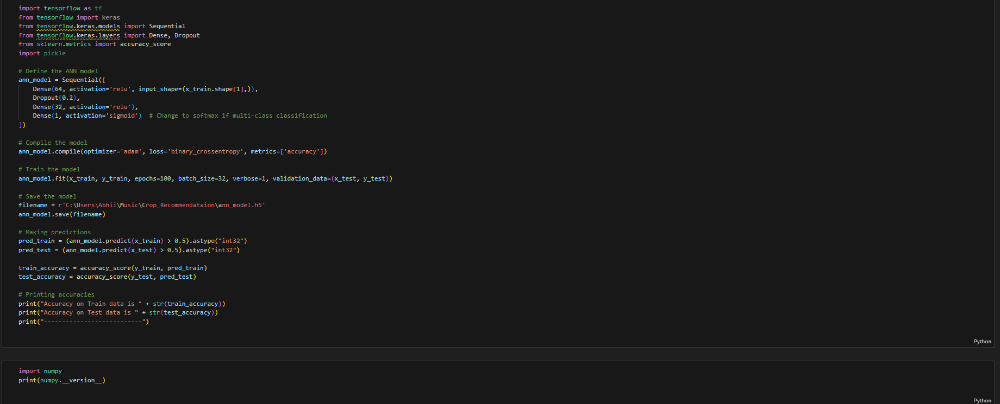 import tensorflow as tf
from tensorflow import keras
from tensorflow.keras.models import Sequential
from tensorflow.keras.layers import Dense, Dropout
from sklearn.metrics import accuracy_score
import pickle
# Define the ANN model
ann_model = Sequential([
    Dense(64, activation='relu', input_shape=(x_train.shape[1],)),
    Dropout(0.2),
    Dense(32, activation='relu'),
    Dense(1, activation='sigmoid')  # Change to softmax if multi-class classification
])
# Compile the model
ann_model.compile(optimizer='adam', loss='binary_crossentropy', metrics=['accuracy'])
# Train the model
ann_model.fit(x_train, y_train, epochs=100, batch_size=32, verbose=1, validation_data=(x_test, y_test))
# Save the model
filename = r'C:\Users\Abhii\Music\Crop_Recommendataion\ann_model.h5'
ann_model.save(filename)
# Making predictions
pred_train = (ann_model.predict(x_train) > 0.5).astype("int32")
pred_test = (ann_model.predict(x_test) > 0.5).astype("int32")
train_accuracy = accuracy_score(y_train, pred_train)
test_accuracy = accuracy_score(y_test, pred_test)
# Printing accuracies
print("Accuracy on Train data is " + str(train_accuracy))
print("Accuracy on Test data is " + str(test_accuracy))
print("---------------------------")
Python
import numpy
print(numpy.__version__)
Python